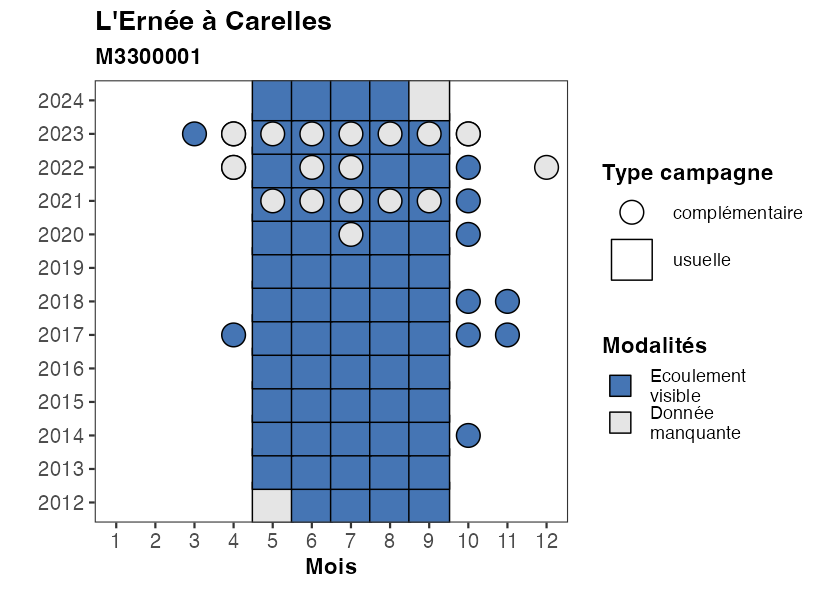 L'Ernée à Carelles
M3300001
2024
2023
2022
2021
2020
2019
2018
2017
2016
2015
2014
2013
2012
1 2 3 4 5 6 7 8 9 10 11 12
Mois
Type campagne
complémentaire
usuelle
Modalités
Ecoulement
visible
Donnée
manquante